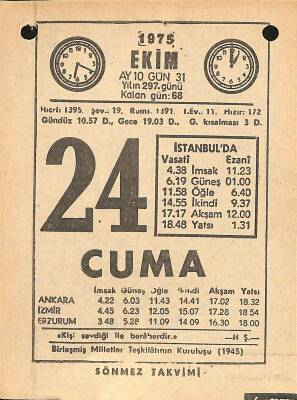 1975
EKİM
AY 10 GÜN 31
Yılın 297. günü
Kalan gün: 68
Hicri: 1395, Şev.: 19, Rumi: 1391, T.Ev.: 11, Hızır: 172
Gündüz 10.57 D., Gece 19.03 D., G. kısalması 3 D.
24
İSTANBUL'DA
Vasati Ezani
4.38 İmsak 11.23
6.19 Güneş 01.00
11.58 Öğle 6.40
14.55 İkindi 9.37
17.17 Akşam 12.00
18.48 Yatsı 1.31
CUMA
İmsak Güneş Öğle İkindi Akşam Yatsı
ANKARA 4.22 6.03 11.43 14.41 17.02 18.32
İZMİR 4.45 6.23 12.05 15.07 17.28 18.54
ERZURUM 3.48 5.28 11.09 14.09 16.30 18.00
«Kişi sevdiği ile beraberdir.» —H Ş.—
Birleşmiş Milletler Teşkilâtının Kuruluşu (1945)
SÖNMEZ TAKVİMİ